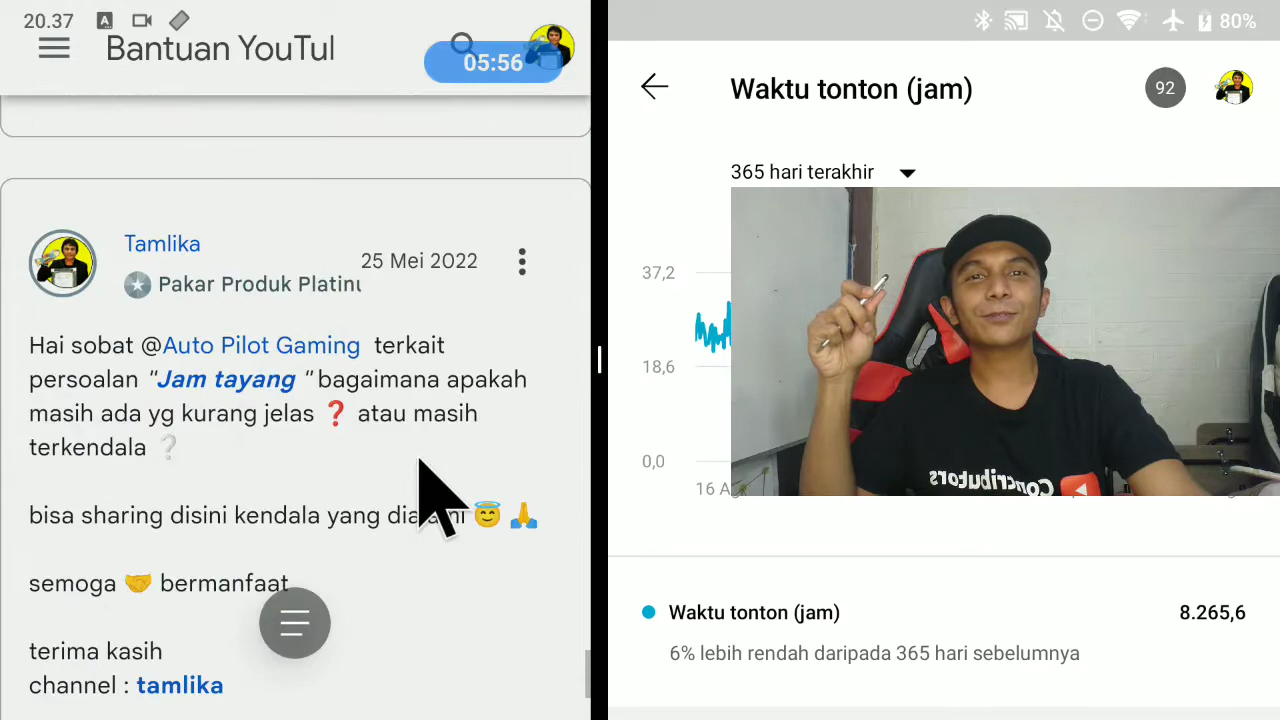 20.37
A
Bantuan YouTul
05:56
Tamlika
Pakar Produk Platinu
25 Mei 2022
Hai sobat @Auto Pilot Gaming terkait
persoalan "Jam tayang "bagaimana apakah
masih ada yg kurang jelas ❓ atau masih
terkendala ❔
bisa sharing disini kendala yang dialami 😇 🙏
semoga 🤝 bermanfaat
terima kasih
channel : tamlika
80%
Waktu tonton (jam)
92
365 hari terakhir
37,2
18,6
0,0
16 Ag
Contributors
Waktu tonton (jam)
8.265,6
6% lebih rendah daripada 365 hari sebelumnya